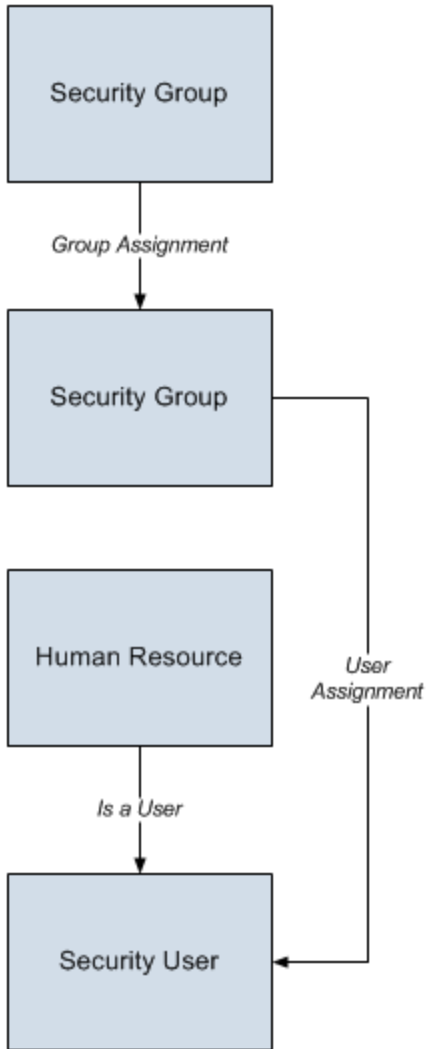 Security Group
Group Assignment
Security Group
Human Resource
User
Assignment
Is a User
Security User